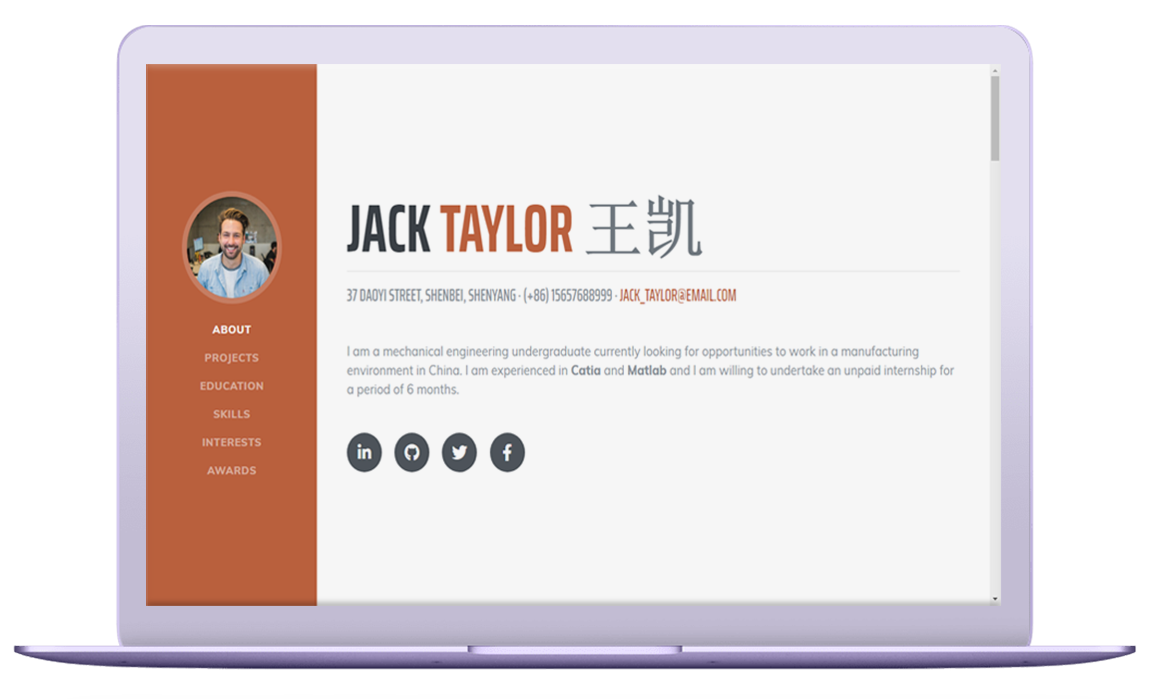 JACK TAYLOR 王凯
37 DAOYI STREET, SHENBEI, SHENYANG · (+86) 15657688999 · JACK_TAYLOR@EMAIL.COM
ABOUT
PROJECTS
EDUCATION
SKILLS
INTERESTS
AWARDS
I am a mechanical engineering undergraduate currently looking for opportunities to work in a manufacturing
environment in China. I am experienced in Catia and Matlab and I am willing to undertake an unpaid internship for
a period of 6 months.
in